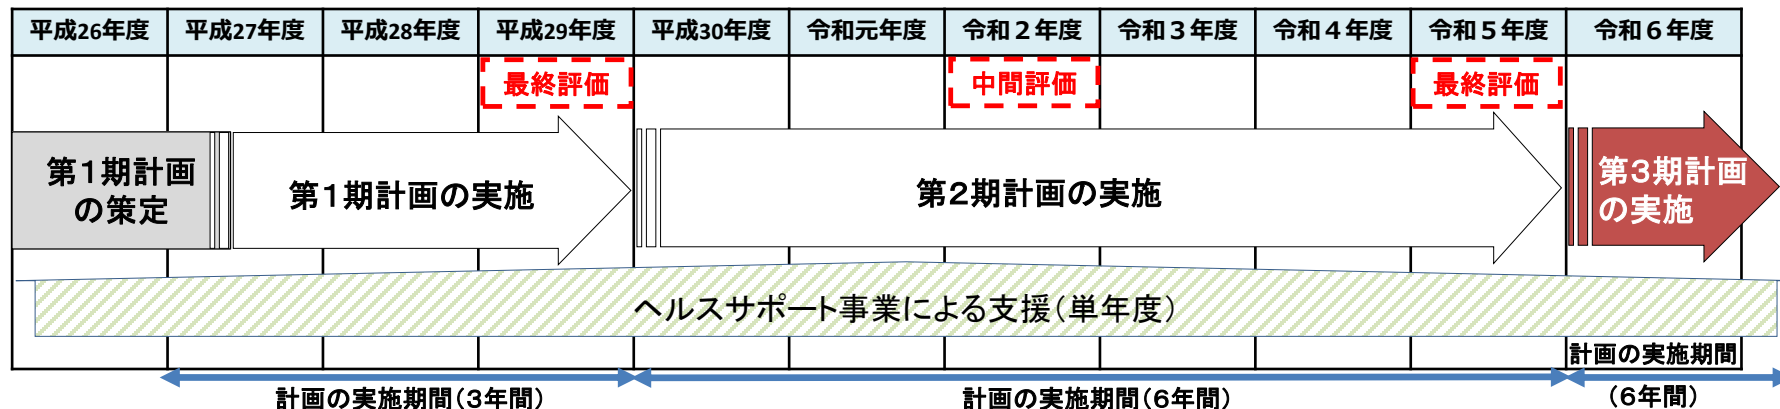 平成26年度 平成27年度 平成28年度 平成29年度 平成30年度 令和元年度 令和２年度 令和３年度 令和４年度 令和５年度 令和６年度
最終評価 中間評価 最終評価
第１期計画
の策定
第１期計画の実施
第２期計画の実施
第３期計画
の実施
ヘルスサポート事業による支援（単年度）
計画の実施期間（３年間）
計画の実施期間（６年間）
計画の実施期間
（６年間）